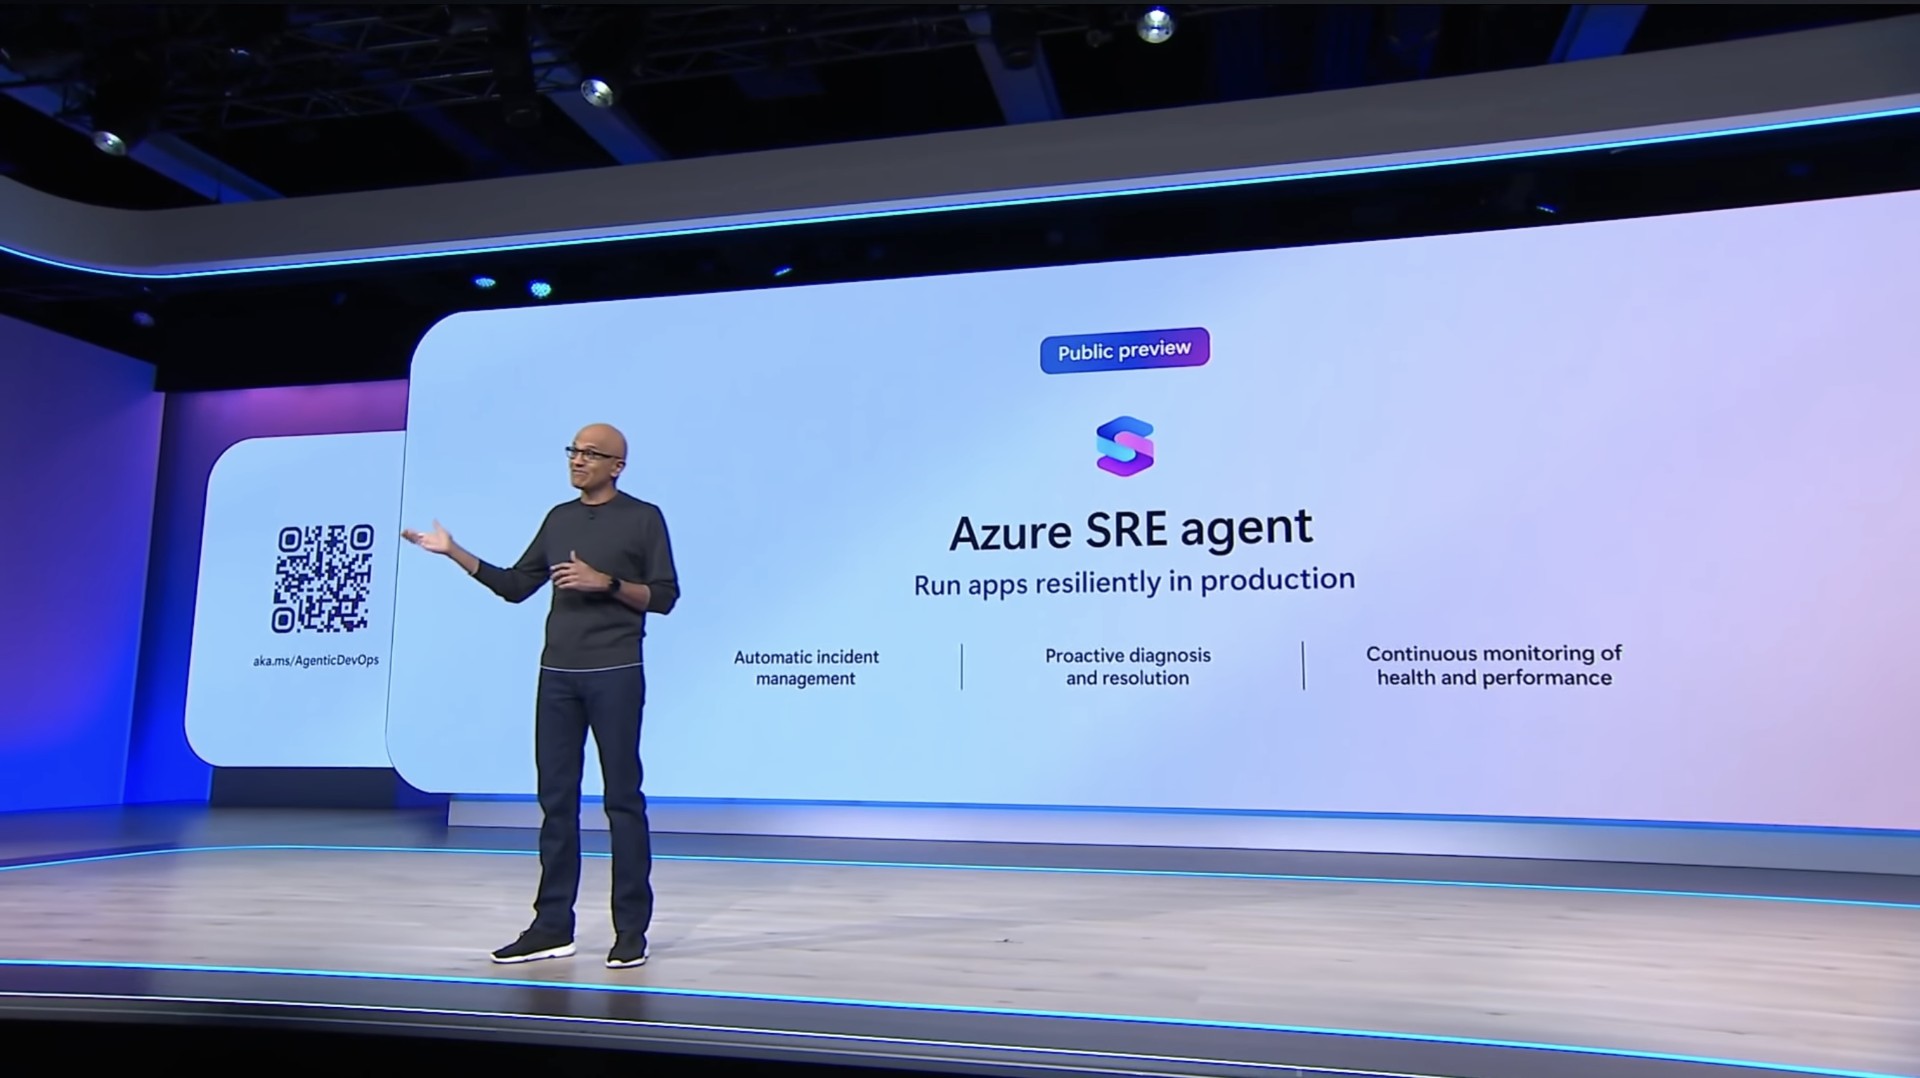 Public preview
Azure SRE agent
Run apps resiliently in production
Automatic incident
management
Proactive diagnosis
and resolution
Continuous monitoring of
health and performance
aka.ms/AgenticDevOps